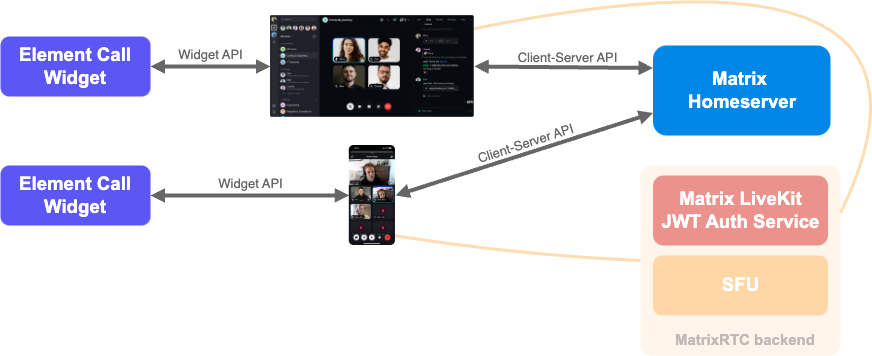 Element Call
Widget
Widget API
Client-Server API
Matrix
Homeserver
Client-Server API
Element Call
Widget
Widget API
Matrix LiveKit
JWT Auth Service
SFU
MatrixRTC backend